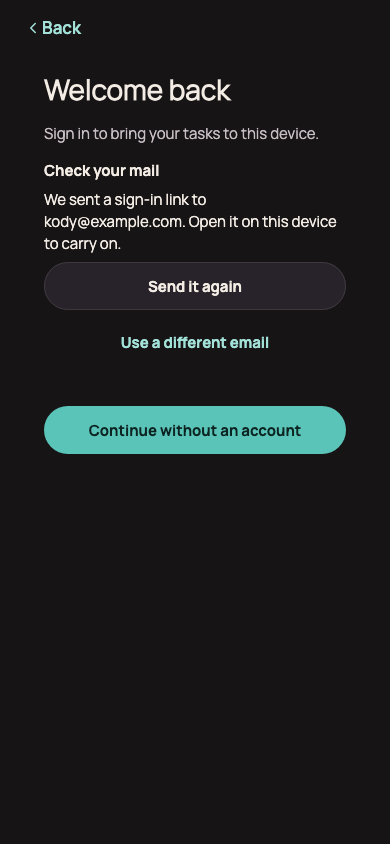 Back
Welcome back
Sign in to bring your tasks to this device.
Check your mail
We sent a sign-in link to
kody@example.com. Open it on this device
to carry on.
Send it again
Use a different email
Continue without an account